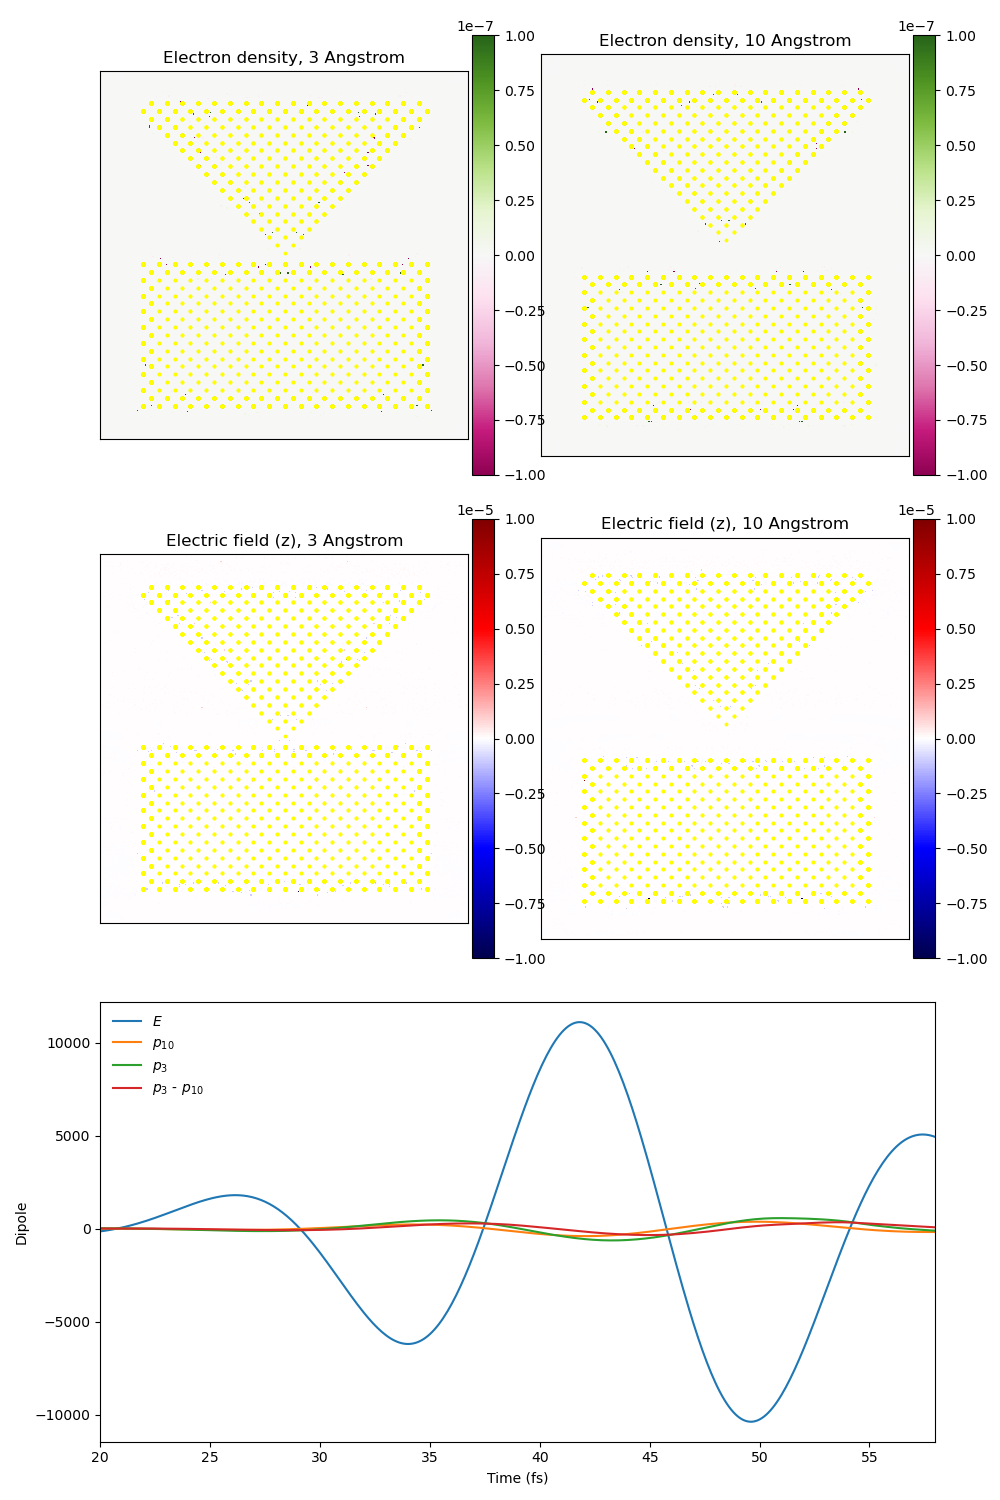 Electron density, 3 Angstrom
1e−7
1.00
0.75
0.50
0.25
0.00
−0.25
−0.50
−0.75
−1.00
Electron density, 10 Angstrom
1e−7
1.00
0.75
0.50
0.25
0.00
−0.25
−0.50
−0.75
−1.00
Electric field (z), 3 Angstrom
1e−5
1.00
0.75
0.50
0.25
0.00
−0.25
−0.50
−0.75
−1.00
Electric field (z), 10 Angstrom
1e−5
1.00
0.75
0.50
0.25
0.00
−0.25
−0.50
−0.75
−1.00
E
p10
p3
p3 - p10
Dipole
10000
5000
0
−5000
−10000
20 25 30 35 40 45 50 55
Time (fs)